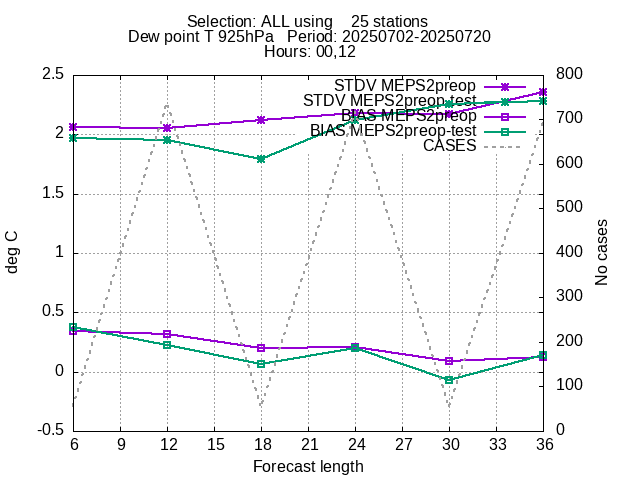 Selection: ALL using    25 stations
Dew point T 925hPa   Period: 20250702-20250720
Hours: 00,12
STDV MEPS2preop
STDV MEPS2preop-test
BIAS MEPS2preop
BIAS MEPS2preop-test
CASES
2.5
2
1.5
1
0.5
0
-0.5
deg C
800
700
600
500
400
300
200
100
0
No cases
6 9 12 15 18 21 24 27 30 33 36
Forecast length